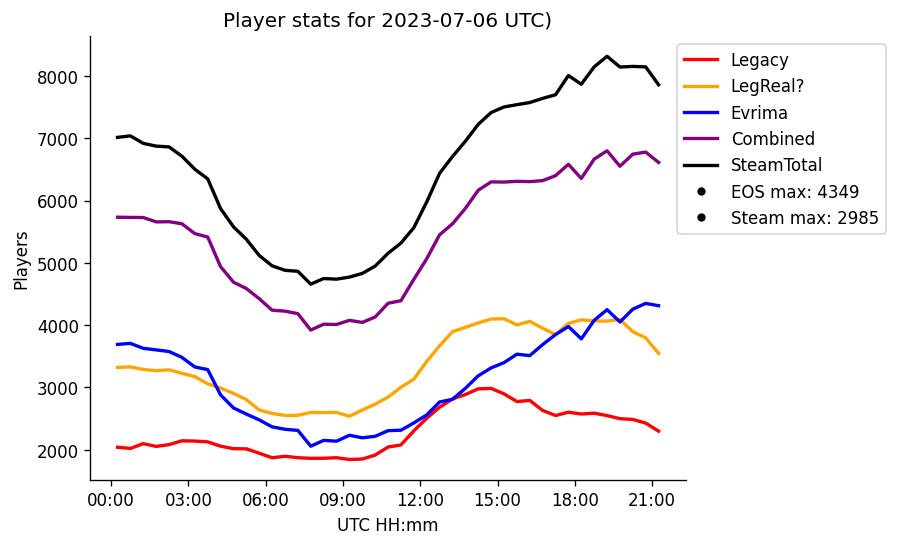 Player stats for 2023-07-06 UTC)
8000
7000
6000
5000
4000
3000
2000
Players
00:00 03:00 06:00 09:00 12:00 15:00 18:00 21:00
UTC HH:mm
Legacy
LegReal?
Evrima
Combined
SteamTotal
EOS max: 4349
Steam max: 2985